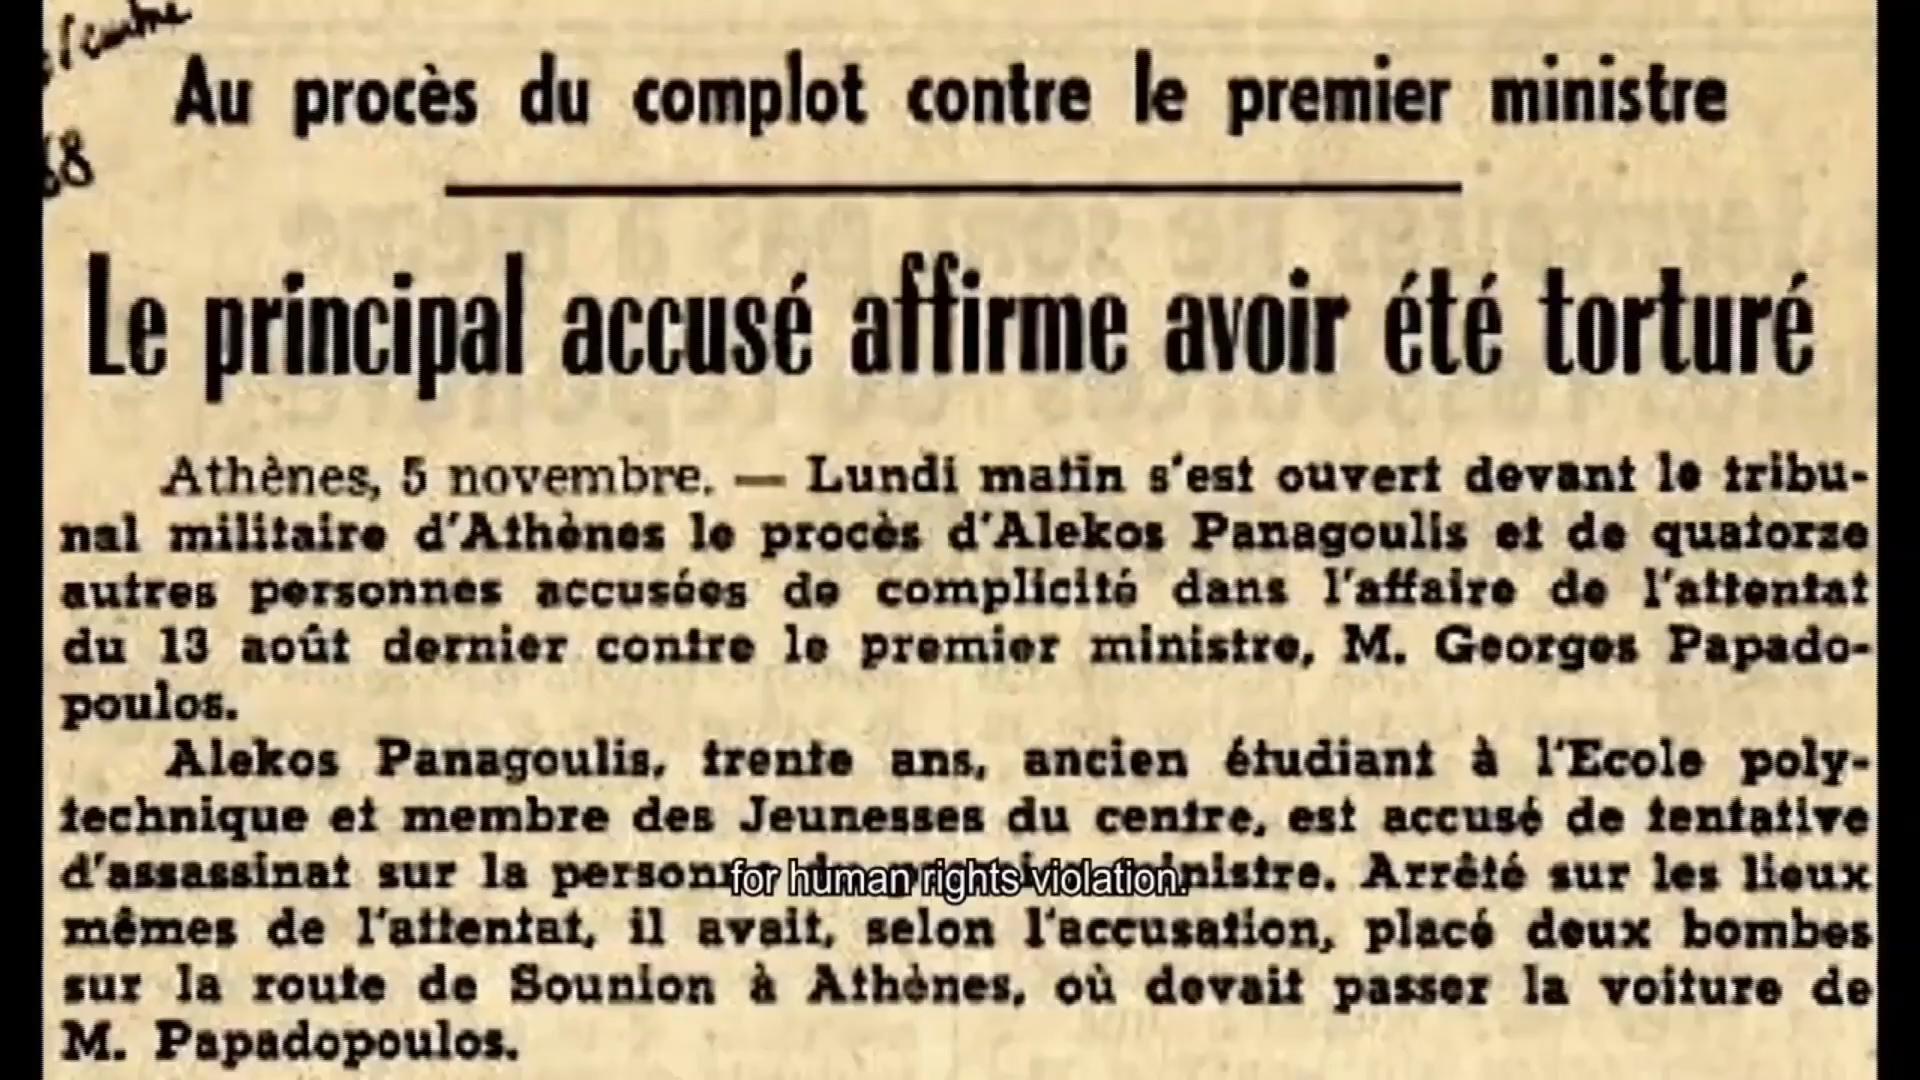 Au procès du complot contre le premier ministre
68
Le principal accusé affirme avoir été torturé
Athènes, 5 novembre. — Lundi matin s'est ouvert devant le tribu-
nal militaire d'Athènes le procès d'Alekos Panagoulis et de quatorze
autres personnes accusées de complicité dans l'affaire de l'attentat
du 13 août dernier contre le premier ministre, M. Georges Papado-
poulos.
Alekos Panagoulis, trente ans, ancien étudiant à l'Ecole poly-
technique et membre des Jeunesses du centre, est accusé de tentative
d'assassinat sur la personne ministre. Arrêté sur les lieux
for human rights violation.
mêmes de l'attentat, il avait, selon l'accusation, placé deux bombes
sur la route de Sounion à Athènes, où devait passer la voiture de
M. Papadopoulos.